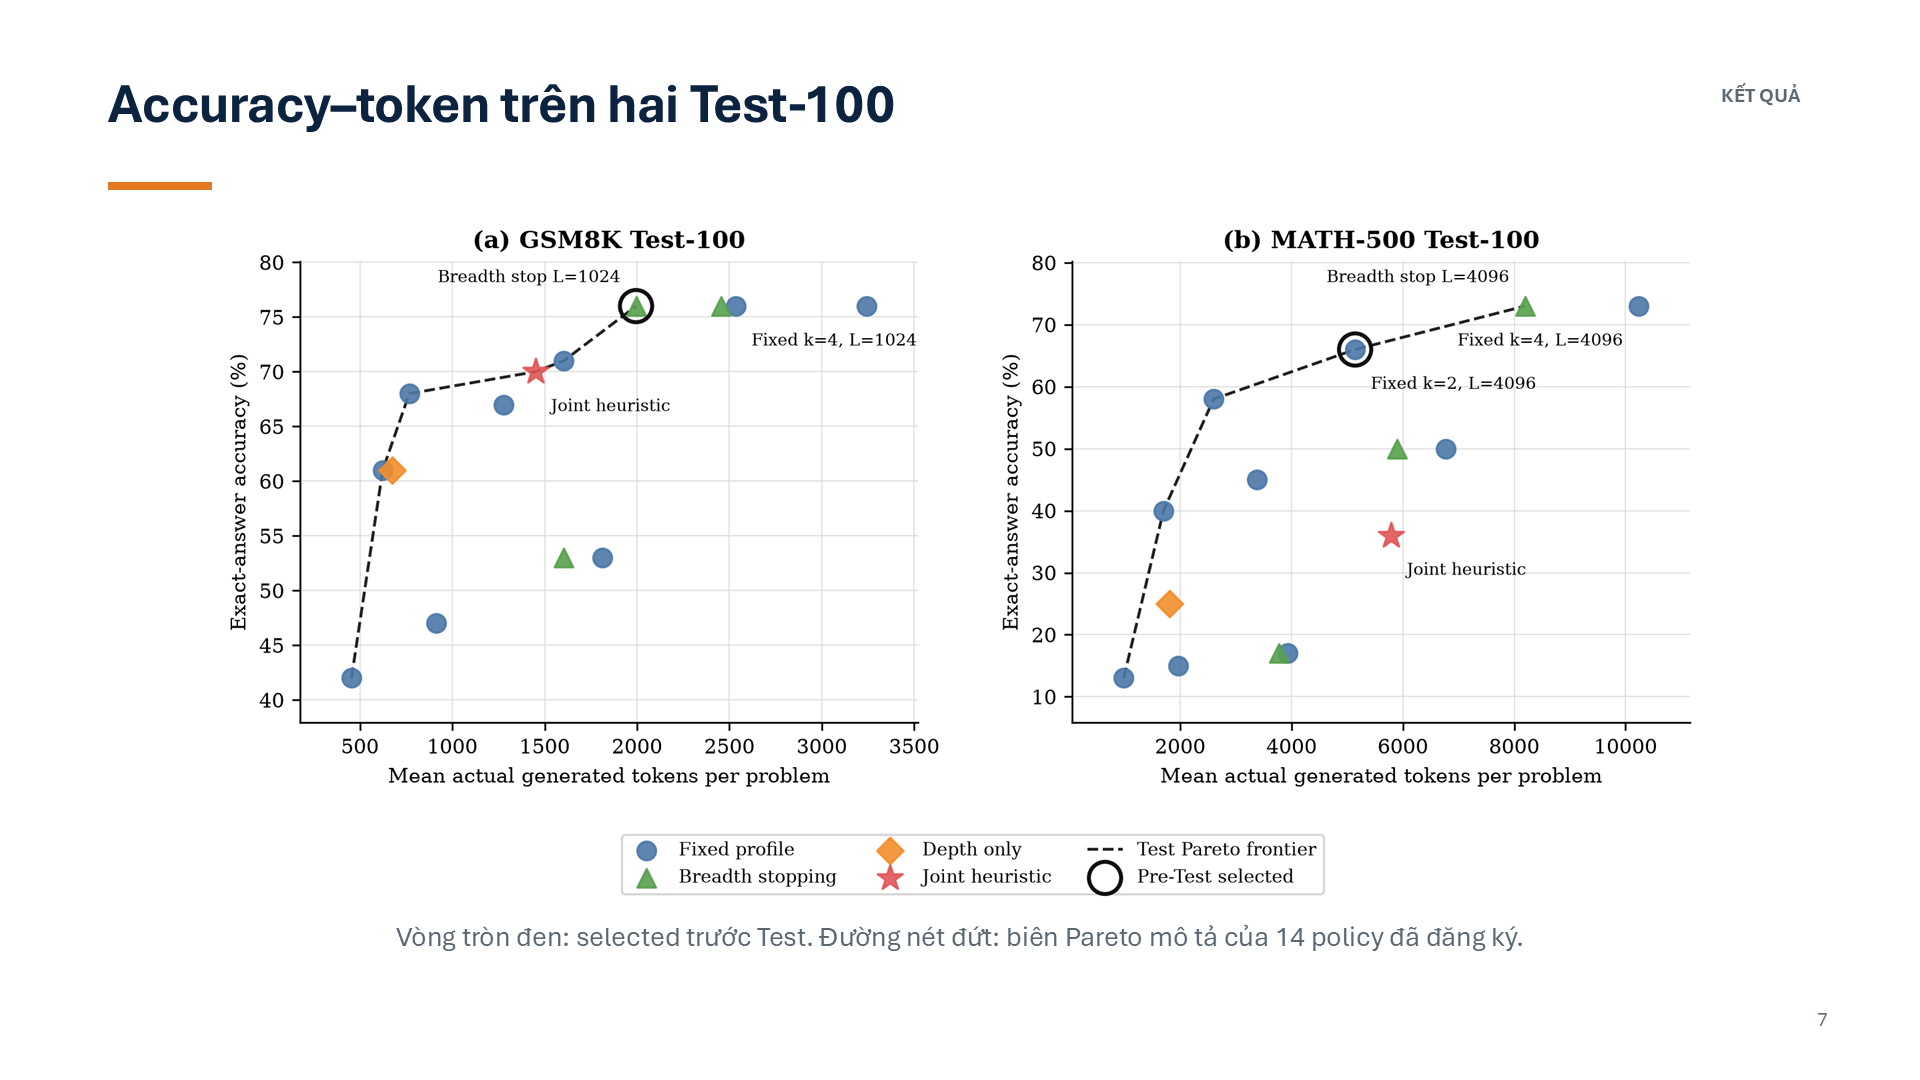 Accuracy–token trên hai Test-100
KẾT QUẢ
(a) GSM8K Test-100
80
75
70
65
60
55
50
45
40
Exact-answer accuracy (%)
Breadth stop L=1024
Fixed k=4, L=1024
Joint heuristic
500 1000 1500 2000 2500 3000 3500
Mean actual generated tokens per problem
(b) MATH-500 Test-100
80
70
60
50
40
30
20
10
Exact-answer accuracy (%)
Breadth stop L=4096
Fixed k=4, L=4096
Fixed k=2, L=4096
Joint heuristic
2000 4000 6000 8000 10000
Mean actual generated tokens per problem
Fixed profile Depth only Test Pareto frontier
Breadth stopping Joint heuristic Pre-Test selected
Vòng tròn đen: selected trước Test. Đường nét đứt: biên Pareto mô tả của 14 policy đã đăng ký.
7